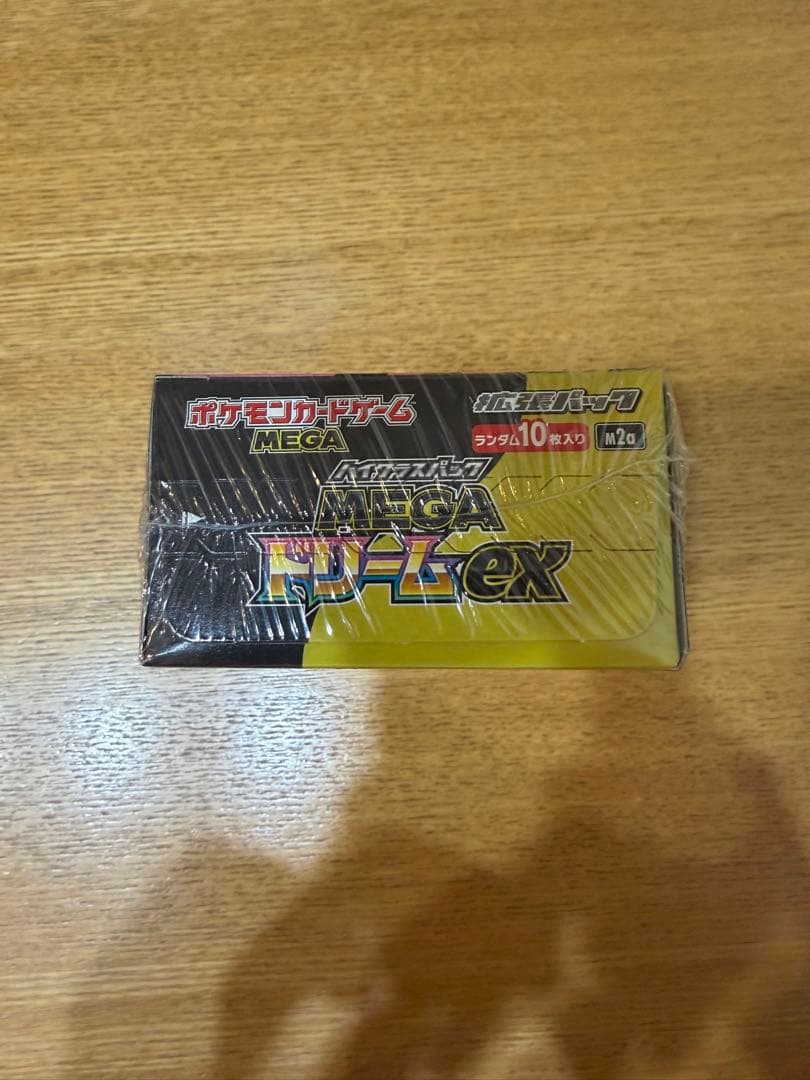 ポケモンカードゲーム
MEGA
拡張パック
ランダム10枚入り
M2a
ハイクラスパック
MEGA
ドリームex